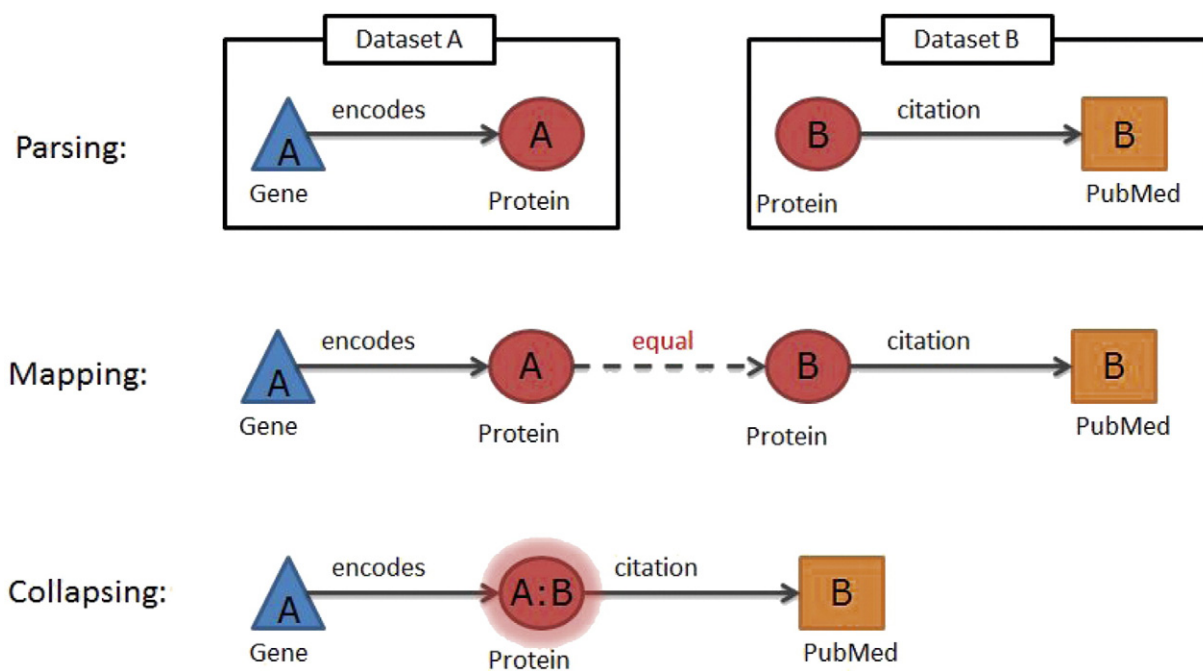 Dataset A
Dataset B
Parsing:
A
encodes
A
B
citation
B
Gene
Protein
Protein
PubMed
Mapping:
A
encodes
A
equal
B
citation
B
Gene
Protein
Protein
PubMed
Collapsing:
A
encodes
A:B
citation
B
Gene
Protein
PubMed